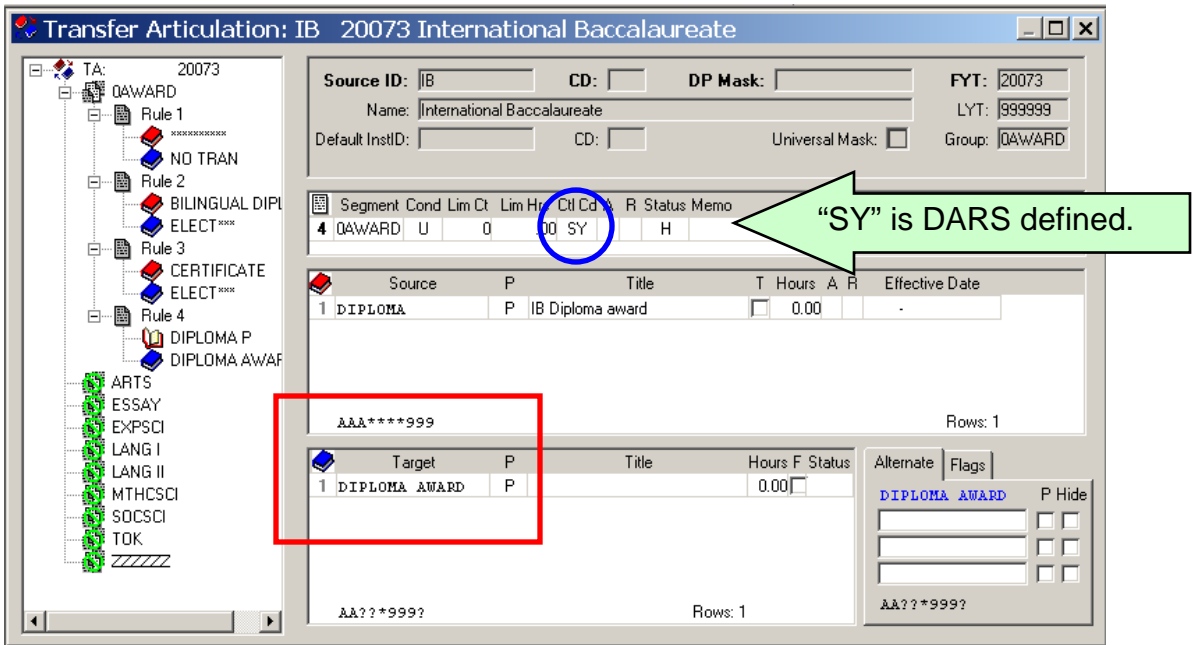 Transfer Articulation: IB 20073 International Baccalaureate
TA: 20073
0AWARD
Rule 1
**********
NO TRAN
Rule 2
BILINGUAL DIPL
ELECT***
Rule 3
CERTIFICATE
ELECT***
Rule 4
DIPLOMA P
DIPLOMA AWAR
ARTS
ESSAY
EXPSCI
LANG I
LANG II
MTHCSCI
SOCSCI
TOK
ZZZZZZ
Source ID: IB CD: DP Mask: FYT: 20073
Name: International Baccalaureate LYT: 999999
Default InstID: CD: Universal Mask: Group: 0AWARD
Segment Cond Lim Ct Lim Hrs Ctl Cd A R Status Memo
4 0AWARD U 0 .00 SY H
“SY” is DARS defined.
Source P Title T Hours A R Effective Date
1 DIPLOMA P IB Diploma award 0.00 -
AAA****999 Rows: 1
Target P Title Hours F Status
1 DIPLOMA AWARD P 0.00
AA??*999? Rows: 1
Alternate Flags
DIPLOMA AWARD P Hide
AA??*999?